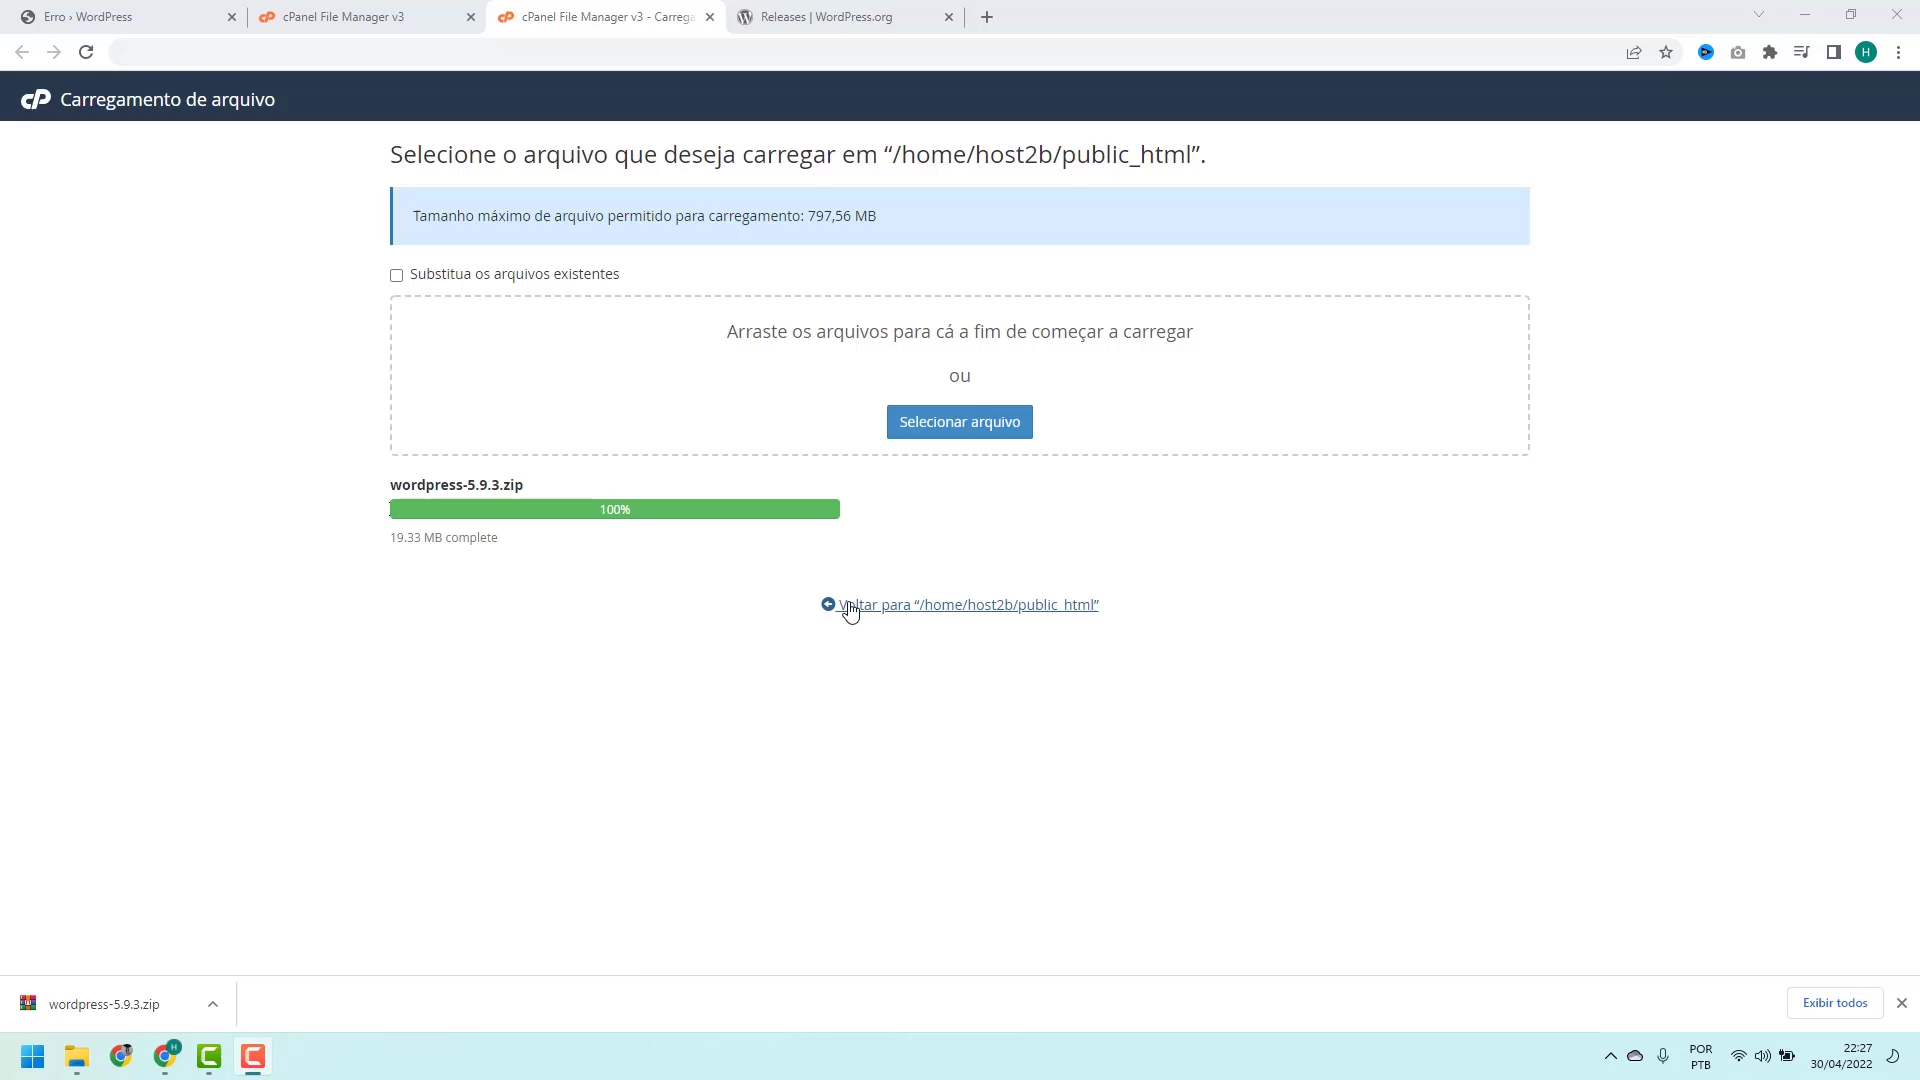 Erro › WordPress
cPanel File Manager v3
cPanel File Manager v3 - Carrega
Releases | WordPress.org
H
cP Carregamento de arquivo
Selecione o arquivo que deseja carregar em “/home/host2b/public_html”.
Tamanho máximo de arquivo permitido para carregamento: 797,56 MB
Substitua os arquivos existentes
Arraste os arquivos para cá a fim de começar a carregar
ou
Selecionar arquivo
wordpress-5.9.3.zip
100%
19.33 MB complete
Voltar para “/home/host2b/public_html”
wordpress-5.9.3.zip
Exibir todos
H
POR
PTB
22:27
30/04/2022